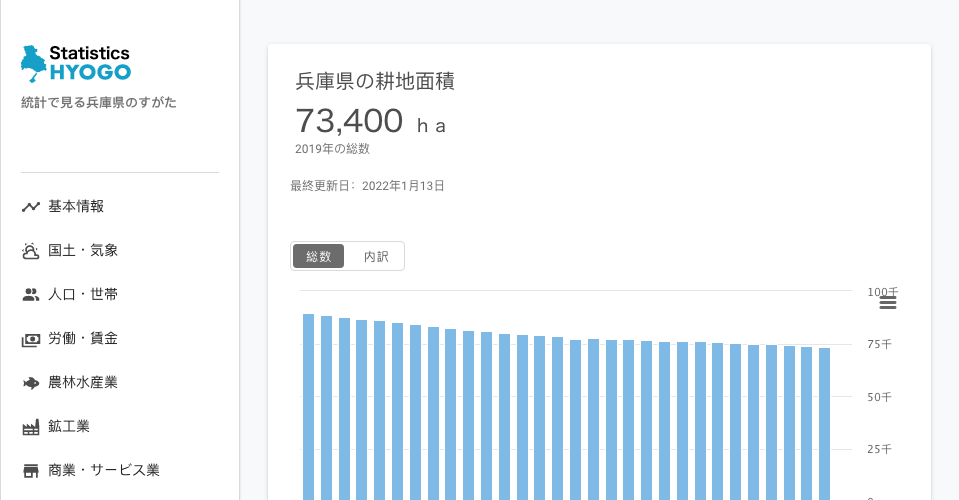 Statistics
HYOGO
統計で見る兵庫県のすがた
基本情報
国土・気象
人口・世帯
労働・賃金
農林水産業
鉱工業
商業・サービス業
兵庫県の耕地面積
73,400 ｈａ
2019年の総数
最終更新日: 2022年1月13日
総数 内訳
100千
75千
50千
25千